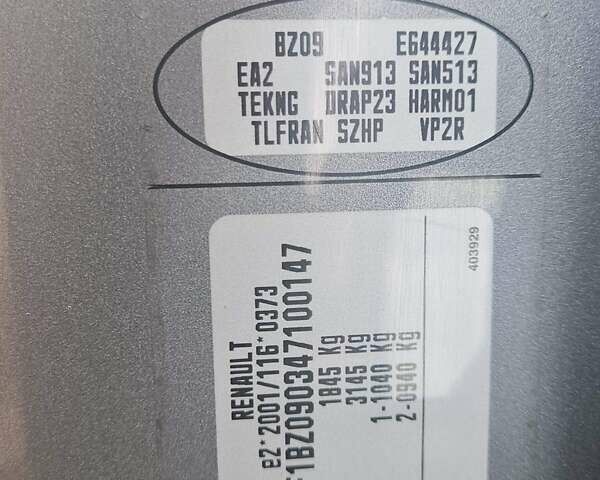 BZ09 E644427
EA2 SAN913 SAN513
TEKNG DRAP23 HARM01
TLFRAN SZHP VP2R
RENAULT
e2*2001/116*0373
F1BZ090347100147
1845 Kg
3145 Kg
1-1040 Kg
2-0940 Kg
403929